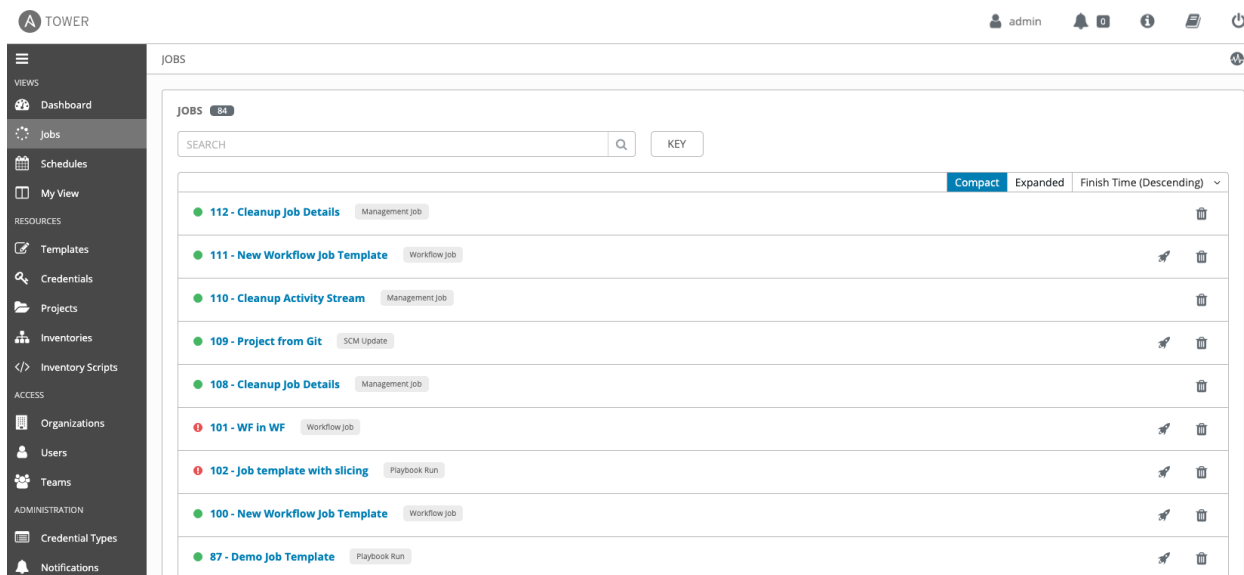 A TOWER
admin
0
JOBS
VIEWS
Dashboard
Jobs
Schedules
My View
RESOURCES
Templates
Credentials
Projects
Inventories
Inventory Scripts
ACCESS
Organizations
Users
Teams
ADMINISTRATION
Credential Types
Notifications
JOBS 84
SEARCH
KEY
Compact Expanded Finish Time (Descending)
112 - Cleanup Job Details Management Job
111 - New Workflow Job Template Workflow Job
110 - Cleanup Activity Stream Management Job
109 - Project from Git SCM Update
108 - Cleanup Job Details Management Job
101 - WF in WF Workflow Job
102 - Job template with slicing Playbook Run
100 - New Workflow Job Template Workflow Job
87 - Demo Job Template Playbook Run